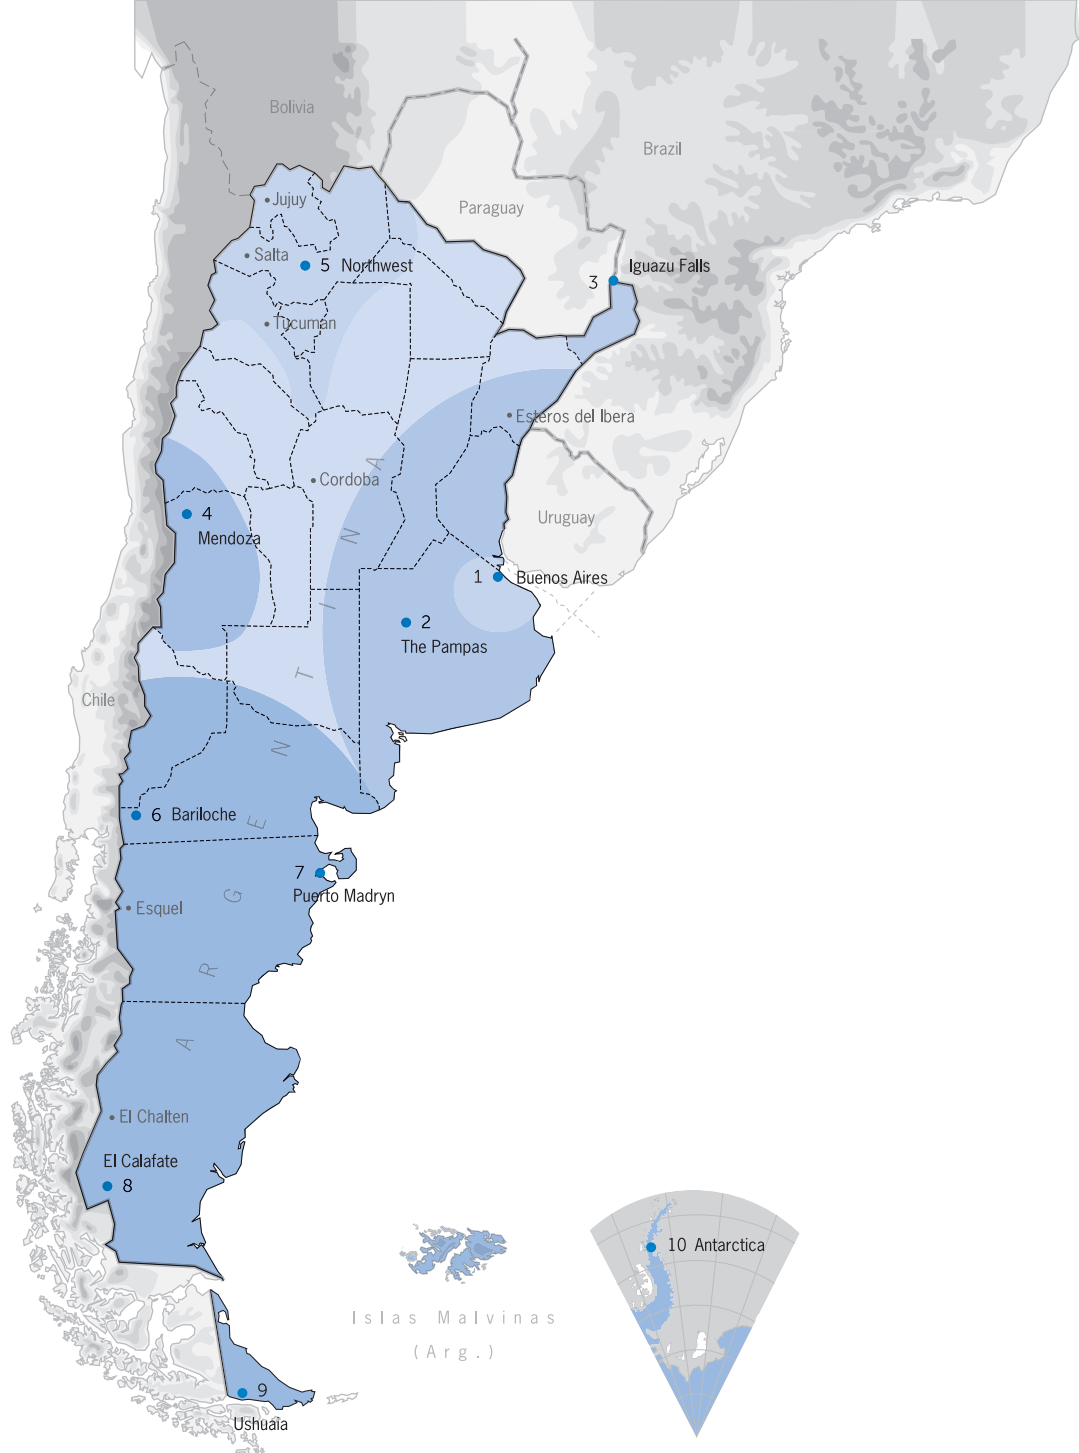 Bolivia
Brazil
Jujuy
Paraguay
Salta
5 Northwest
Iguazu Falls
3
Tucuman
Esteros del Ibera
Cordoba
4
Mendoza
Uruguay
1 Buenos Aires
2
The Pampas
Chile
6 Bariloche
7
Puerto Madryn
Esquel
ARGENTINA
El Chalten
El Calafate
8
10 Antarctica
Islas Malvinas
(Arg.)
9
Ushuaia